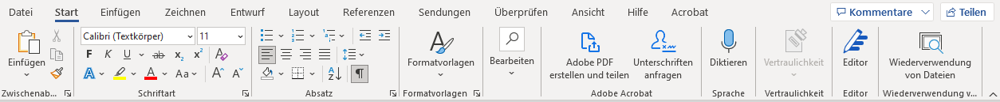 Datei Start Einfügen Zeichnen Entwurf Layout Referenzen Sendungen Überprüfen Ansicht Hilfe Acrobat Kommentare Teilen
Calibri (Textkörper) 11
F K U ab x₂ x² A
A A Aa A A
Einfügen
Formatvorlagen
Bearbeiten
Adobe PDF
erstellen und teilen
Unterschriften
anfragen
Diktieren
Vertraulichkeit
Editor
Wiederverwendung
von Dateien
Zwischenab... Schriftart Absatz Formatvorlagen Adobe Acrobat Sprache Vertraulichkeit Editor Wiederverwendung v...